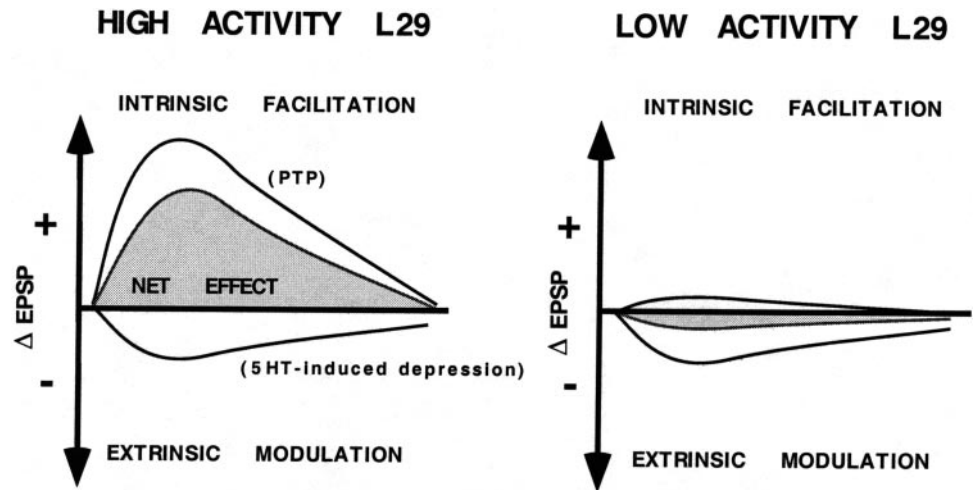 HIGH ACTIVITY L29
INTRINSIC FACILITATION
(PTP)
+
NET EFFECT
Δ EPSP
-
(5HT-induced depression)
EXTRINSIC MODULATION
LOW ACTIVITY L29
INTRINSIC FACILITATION
+
Δ EPSP
-
EXTRINSIC MODULATION